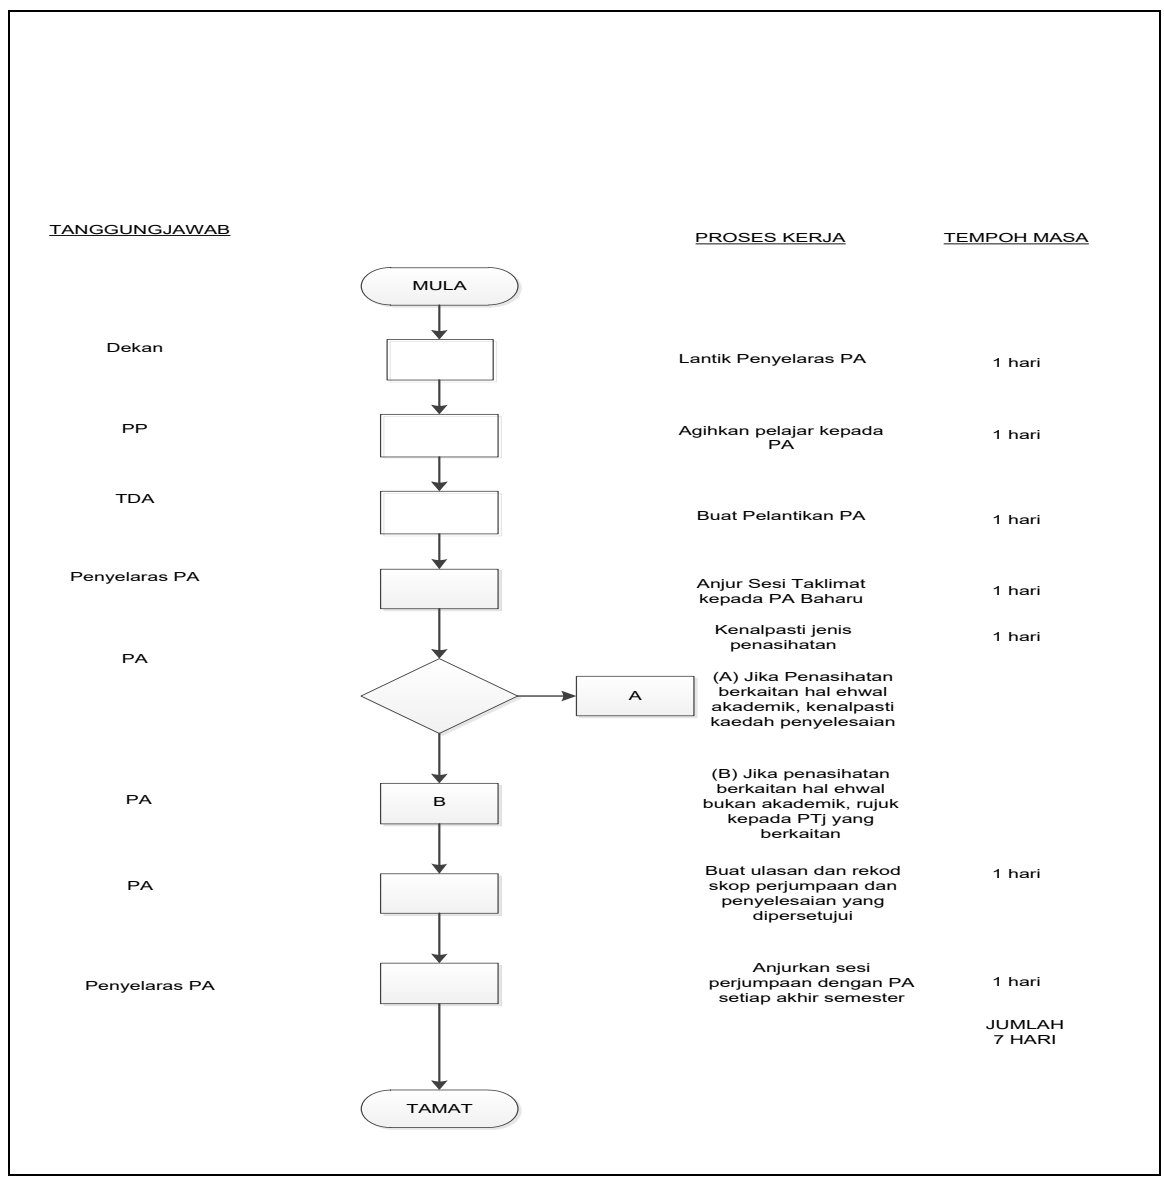 TANGGUNGJAWAB
PROSES KERJA
TEMPOH MASA
MULA
Dekan
Lantik Penyelaras PA
1 hari
PP
Agihkan pelajar kepada
PA
1 hari
TDA
Buat Pelantikan PA
1 hari
Penyelaras PA
Anjur Sesi Taklimat
kepada PA Baharu
1 hari
Kenalpasti jenis
penasihatan
1 hari
PA
A
(A) Jika Penasihatan
berkaitan hal ehwal
akademik, kenalpasti
kaedah penyelesaian
PA
B
(B) Jika penasihatan
berkaitan hal ehwal
bukan akademik, rujuk
kepada PTj yang
berkaitan
PA
Buat ulasan dan rekod
skop perjumpaan dan
penyelesaian yang
dipersetujui
1 hari
Penyelaras PA
Anjurkan sesi
perjumpaan dengan PA
setiap akhir semester
1 hari
JUMLAH
7 HARI
TAMAT